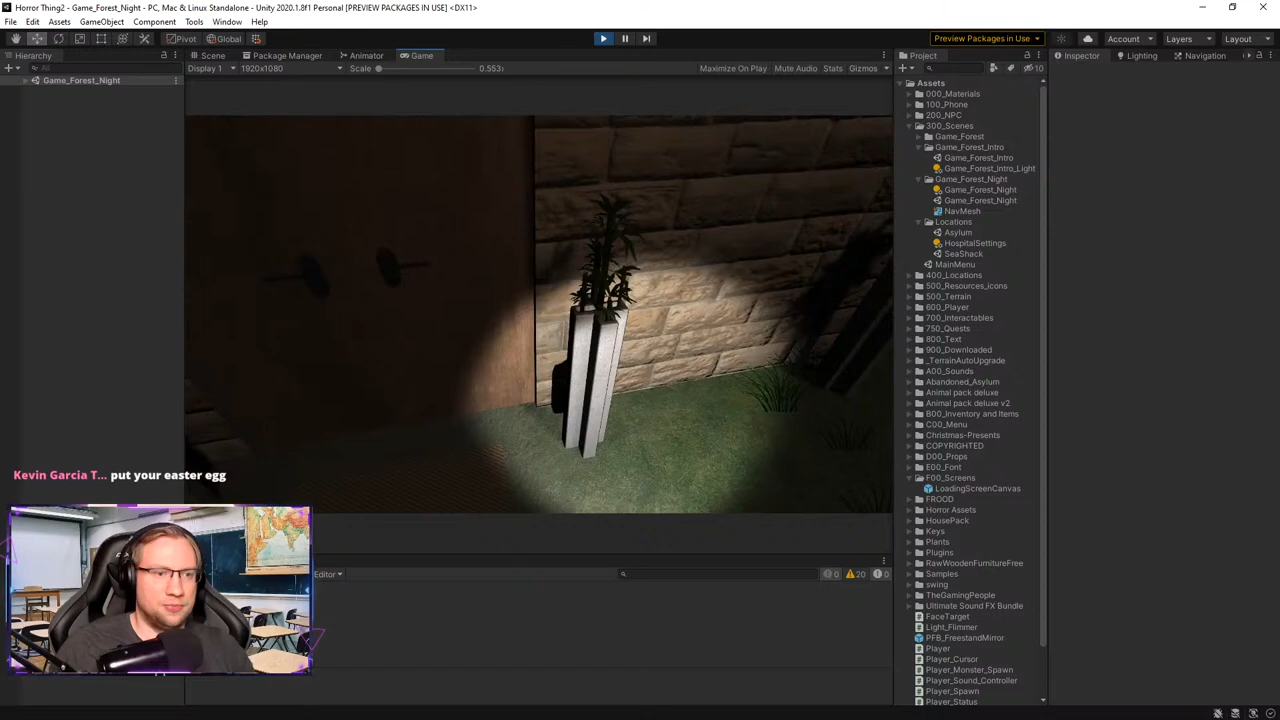 Horror Thing2 - Game_Forest_Night - PC, Mac & Linux Standalone - Unity 2020.1.8f1 Personal [PREVIEW PACKAGES IN USE] <DX11>
File Edit Assets GameObject Component Tools Window Help
Pivot Global Preview Packages in Use Account Layers Layout
Hierarchy Scene Package Manager Animator Game Project Inspector Lighting Navigation
All Display 1 1920x1080 Scale 0.553x Maximize On Play Mute Audio Stats Gizmos 10
Game_Forest_Night
Assets
000_Materials
100_Phone
200_NPC
300_Scenes
Game_Forest
Game_Forest_Intro
Game_Forest_Intro
Game_Forest_Intro_Light
Game_Forest_Night
Game_Forest_Night
Game_Forest_Night
NavMesh
Locations
Asylum
HospitalSettings
SeaShack
MainMenu
400_Locations
500_Resources_icons
500_Terrain
600_Player
700_Interactables
750_Quests
800_Text
900_Downloaded
_TerrainAutoUpgrade
A00_Sounds
Abandoned_Asylum
Animal pack deluxe
Animal pack deluxe v2
B00_Inventory and Items
C00_Menu
Christmas-Presents
COPYRIGHTED
D00_Props
E00_Font
F00_Screens
LoadingScreenCanvas
FROOD
Horror Assets
HousePack
Keys
Plants
Plugins
RawWoodenFurnitureFree
Samples
swing
TheGamingPeople
Ultimate Sound FX Bundle
FaceTarget
Light_Flimmer
PFB_FreestandMirror
Player
Player_Cursor
Player_Monster_Spawn
Player_Sound_Controller
Player_Spawn
Player_Status
Kevin Garcia T... put your easter egg
Editor 0 20 0